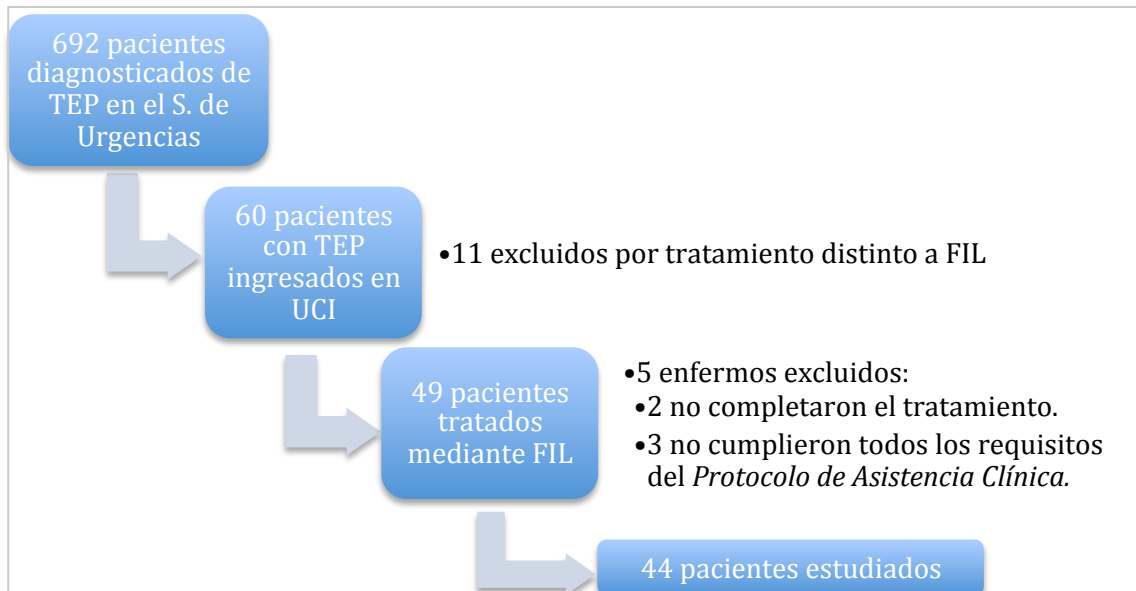 692 pacientes
diagnosticados de
TEP en el S. de
Urgencias
60 pacientes
con TEP
ingresados en
UCI
•11 excluidos por tratamiento distinto a FIL
49 pacientes
tratados
mediante FIL
•5 enfermos excluidos:
•2 no completaron el tratamiento.
•3 no cumplieron todos los requisitos
del Protocolo de Asistencia Clínica.
44 pacientes estudiados